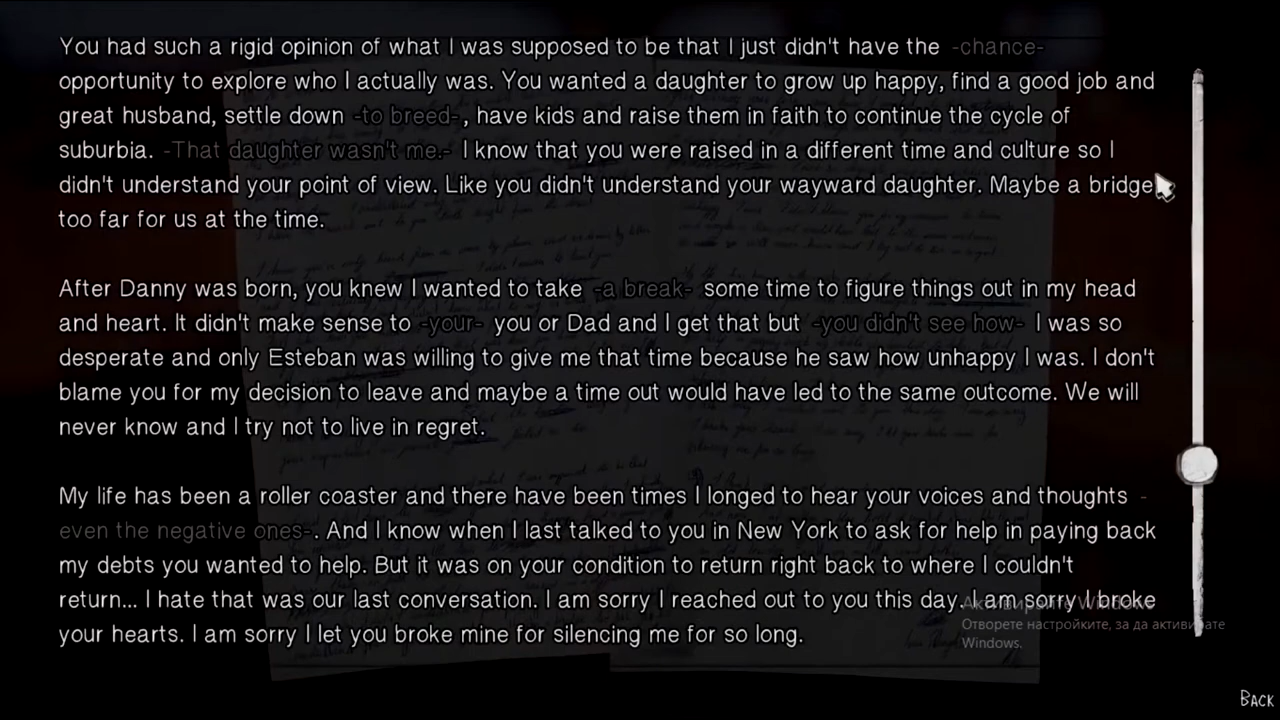 You had such a rigid opinion of what I was supposed to be that I just didn't have the -chance-
opportunity to explore who I actually was. You wanted a daughter to grow up happy, find a good job and
great husband, settle down -to breed-, have kids and raise them in faith to continue the cycle of
suburbia. -That daughter wasn't me.- I know that you were raised in a different time and culture so I
didn't understand your point of view. Like you didn't understand your wayward daughter. Maybe a bridge
too far for us at the time.
After Danny was born, you knew I wanted to take -a break- some time to figure things out in my head
and heart. It didn't make sense to -your- you or Dad and I get that but -you didn't see how- I was so
desperate and only Esteban was willing to give me that time because he saw how unhappy I was. I don't
blame you for my decision to leave and maybe a time out would have led to the same outcome. We will
never know and I try not to live in regret.
My life has been a roller coaster and there have been times I longed to hear your voices and thoughts -
even the negative ones-. And I know when I last talked to you in New York to ask for help in paying back
my debts you wanted to help. But it was on your condition to return right back to where I couldn't
return... I hate that was our last conversation. I am sorry I reached out to you this day. I am sorry I broke
your hearts. I am sorry I let you broke mine for silencing me for so long.
Активирайте Windows
Отворете настройките, за да активирате
Windows.
Back